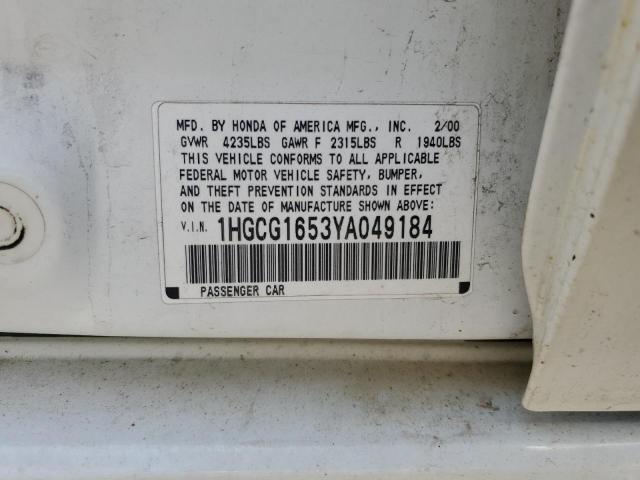 MFD. BY HONDA OF AMERICA MFG., INC. 2/00
GVWR 4235LBS GAWR F 2315LBS R 1940LBS
THIS VEHICLE CONFORMS TO ALL APPLICABLE
FEDERAL MOTOR VEHICLE SAFETY, BUMPER,
AND THEFT PREVENTION STANDARDS IN EFFECT
ON THE DATE OF MANUFACTURE SHOWN ABOVE:
V.I.N. 1HGCG1653YA049184
PASSENGER CAR